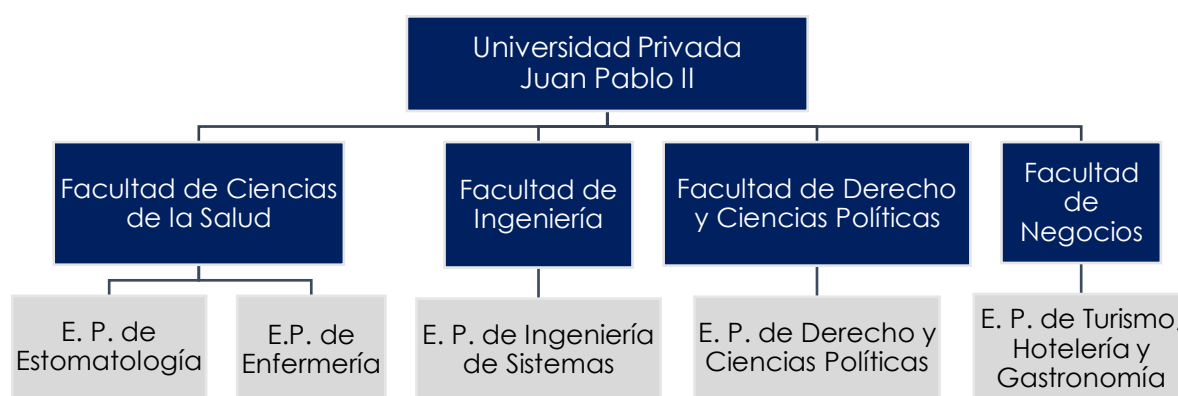 Universidad Privada
Juan Pablo II
Facultad de Ciencias
de la Salud
Facultad de
Ingeniería
Facultad de Derecho
y Ciencias Políticas
Facultad
de
Negocios
E. P. de
Estomatología
E.P. de
Enfermería
E. P. de Ingeniería
de Sistemas
E. P. de Derecho y
Ciencias Políticas
E. P. de Turismo,
Hotelería y
Gastronomía